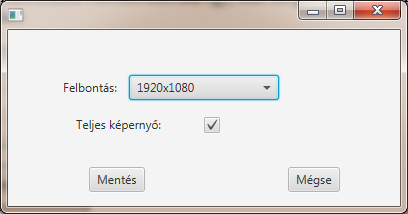 Felbontás: 1920x1080
Teljes képernyő:
Mentés Mégse